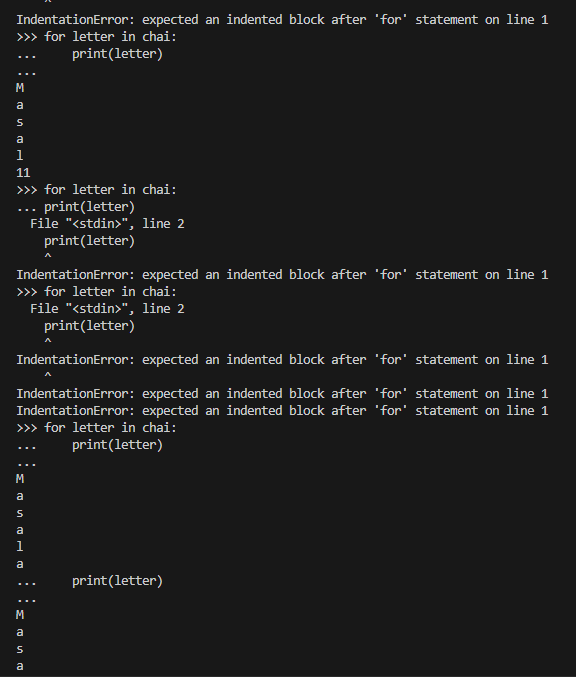 ^
IndentationError: expected an indented block after 'for' statement on line 1
>>> for letter in chai:
...     print(letter)
...
M
a
s
a
l
11
>>> for letter in chai:
... print(letter)
  File "<stdin>", line 2
    print(letter)
    ^
IndentationError: expected an indented block after 'for' statement on line 1
>>> for letter in chai:
  File "<stdin>", line 2
    print(letter)
    ^
IndentationError: expected an indented block after 'for' statement on line 1
    ^
IndentationError: expected an indented block after 'for' statement on line 1
IndentationError: expected an indented block after 'for' statement on line 1
>>> for letter in chai:
...     print(letter)
...
M
a
s
a
l
a
...     print(letter)
...
M
a
s
a